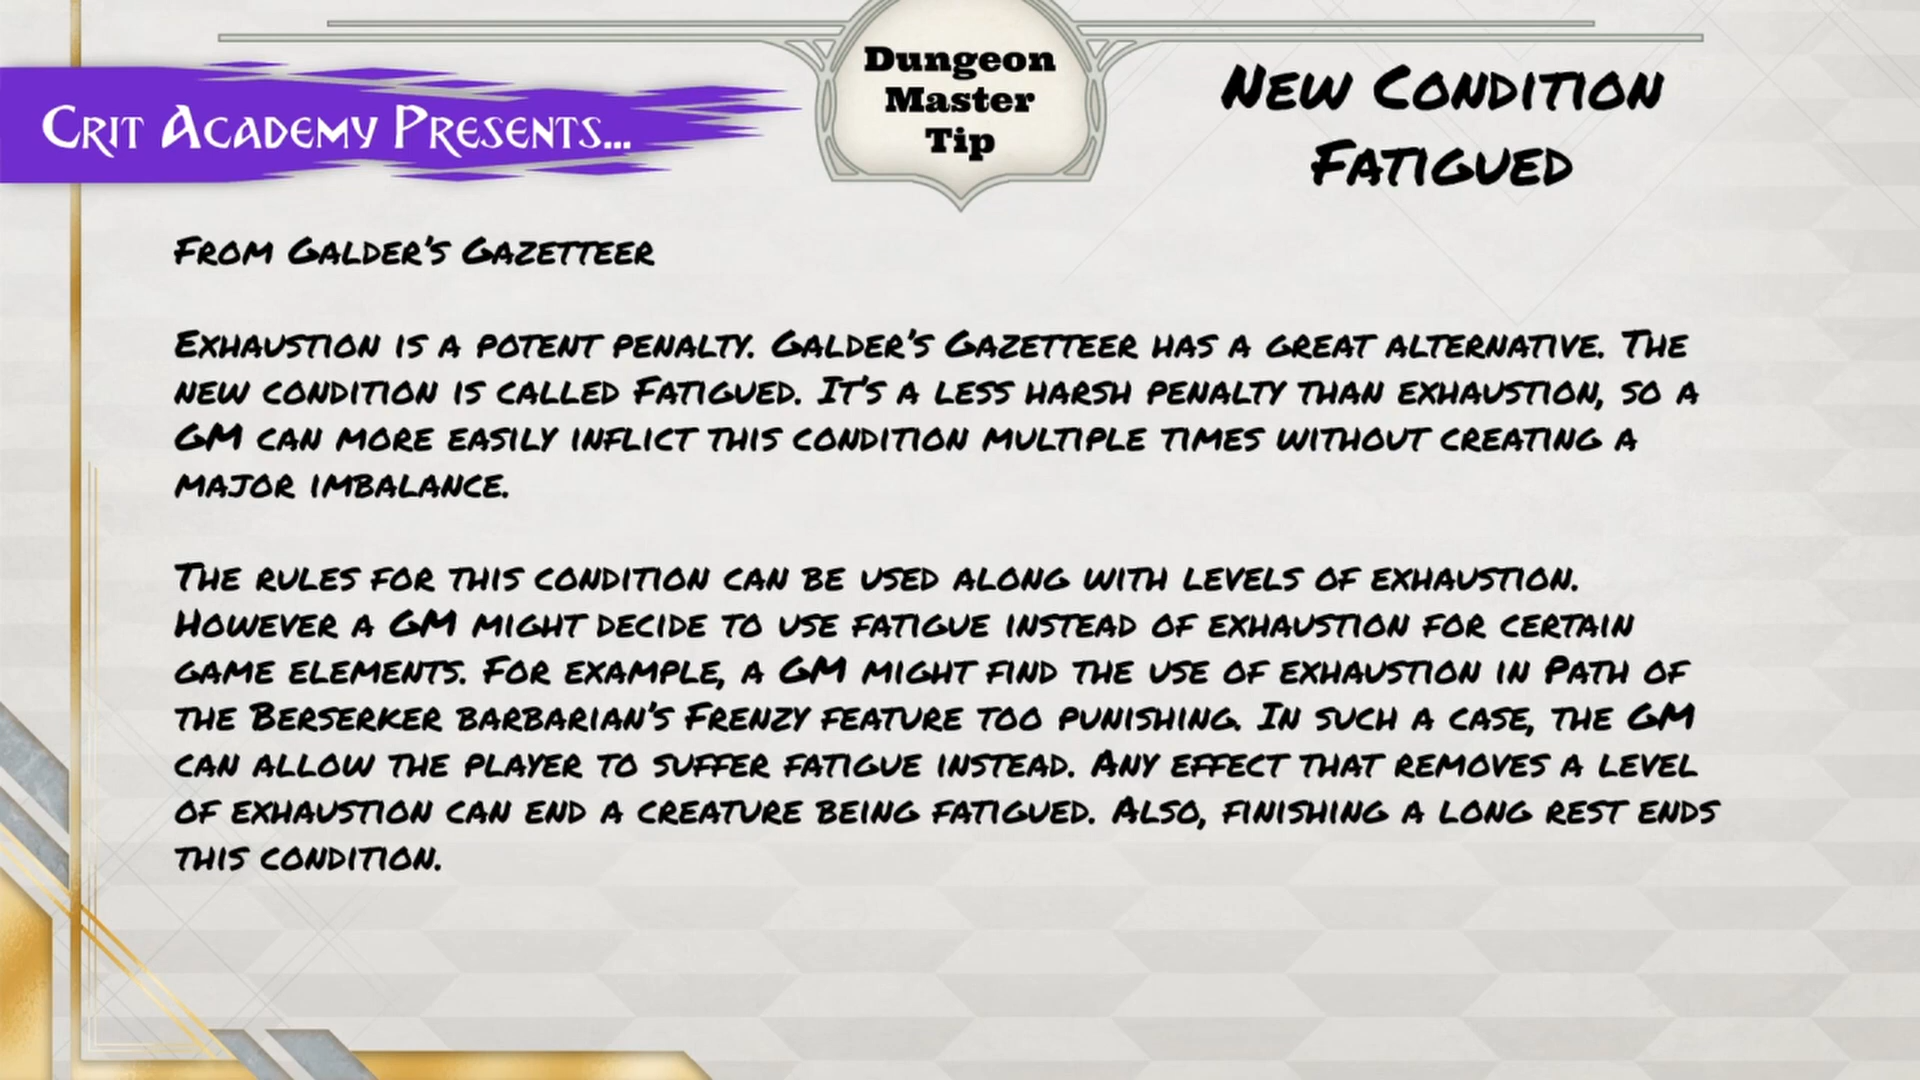 Crit Academy Presents...
Dungeon
Master
Tip
New Condition
Fatigued
From Galder's Gazetteer
Exhaustion is a potent penalty. Galder's Gazetteer has a great alternative. The
new condition is called Fatigued. It's a less harsh penalty than exhaustion, so a
GM can more easily inflict this condition multiple times without creating a
major imbalance.
The rules for this condition can be used along with levels of exhaustion.
However a GM might decide to use fatigue instead of exhaustion for certain
game elements. For example, a GM might find the use of exhaustion in Path of
the Berserker barbarian's Frenzy feature too punishing. In such a case, the GM
can allow the player to suffer fatigue instead. Any effect that removes a level
of exhaustion can end a creature being fatigued. Also, finishing a long rest ends
this condition.